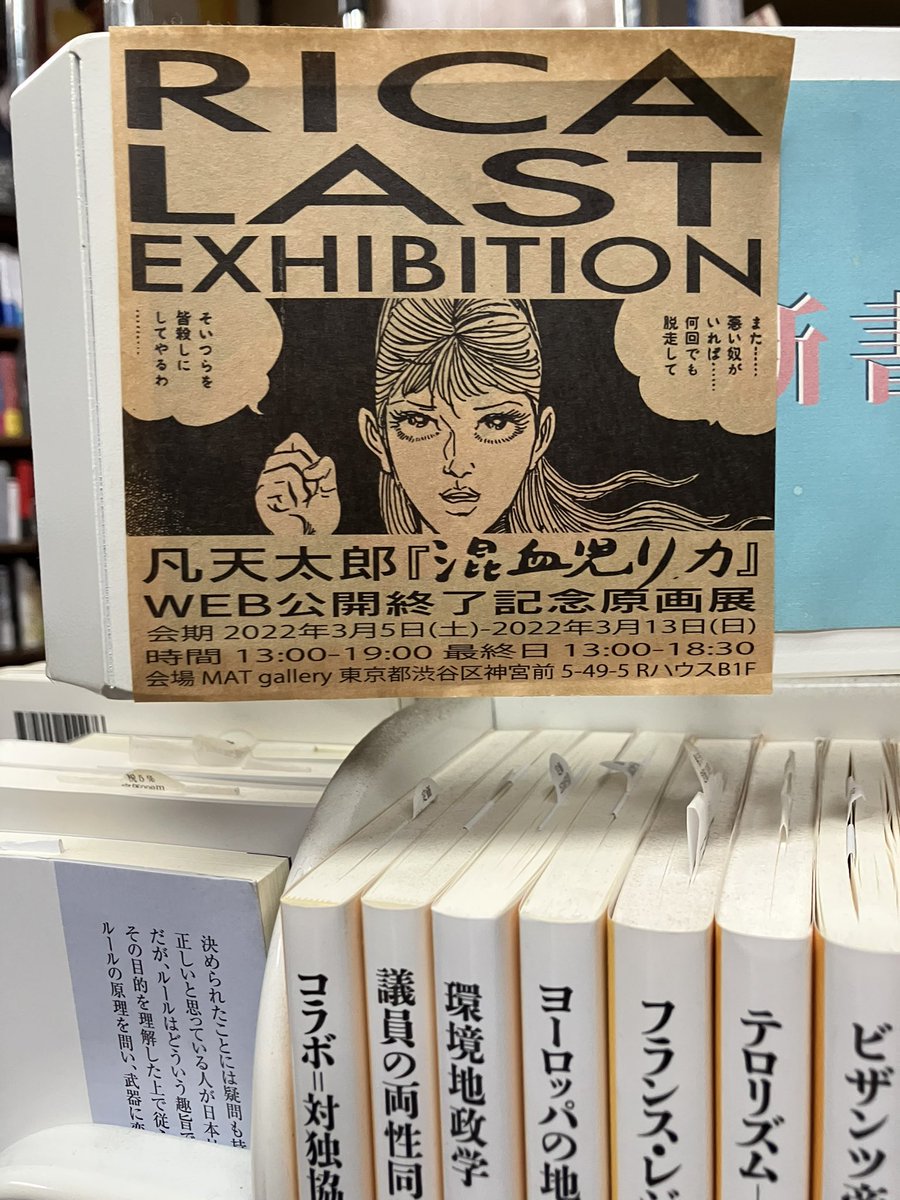 RICA
LAST
EXHIBITION
また……
悪い奴が
いれば……
何回でも
脱走して
そいつらを
皆殺しに
してやるわ
………
凡天太郎『混血児リカ』
WEB公開終了記念原画展
会期 2022年3月5日(土)-2022年3月13日(日)
時間 13:00-19:00 最終日 13:00-18:30
会場 MAT gallery 東京都渋谷区神宮前 5-49-5 RハウスB1F
新書
税5%
決められたことには疑問も
正しいと思っている人が日本
だが、ルールはどういう趣旨で
その目的を理解した上で従
ルールの原理を問い、武器に
コラボ=対独協
議員の両性同
環境地政学
ヨーロッパの地
フランス・レジ
テロリズム
ビザンツ